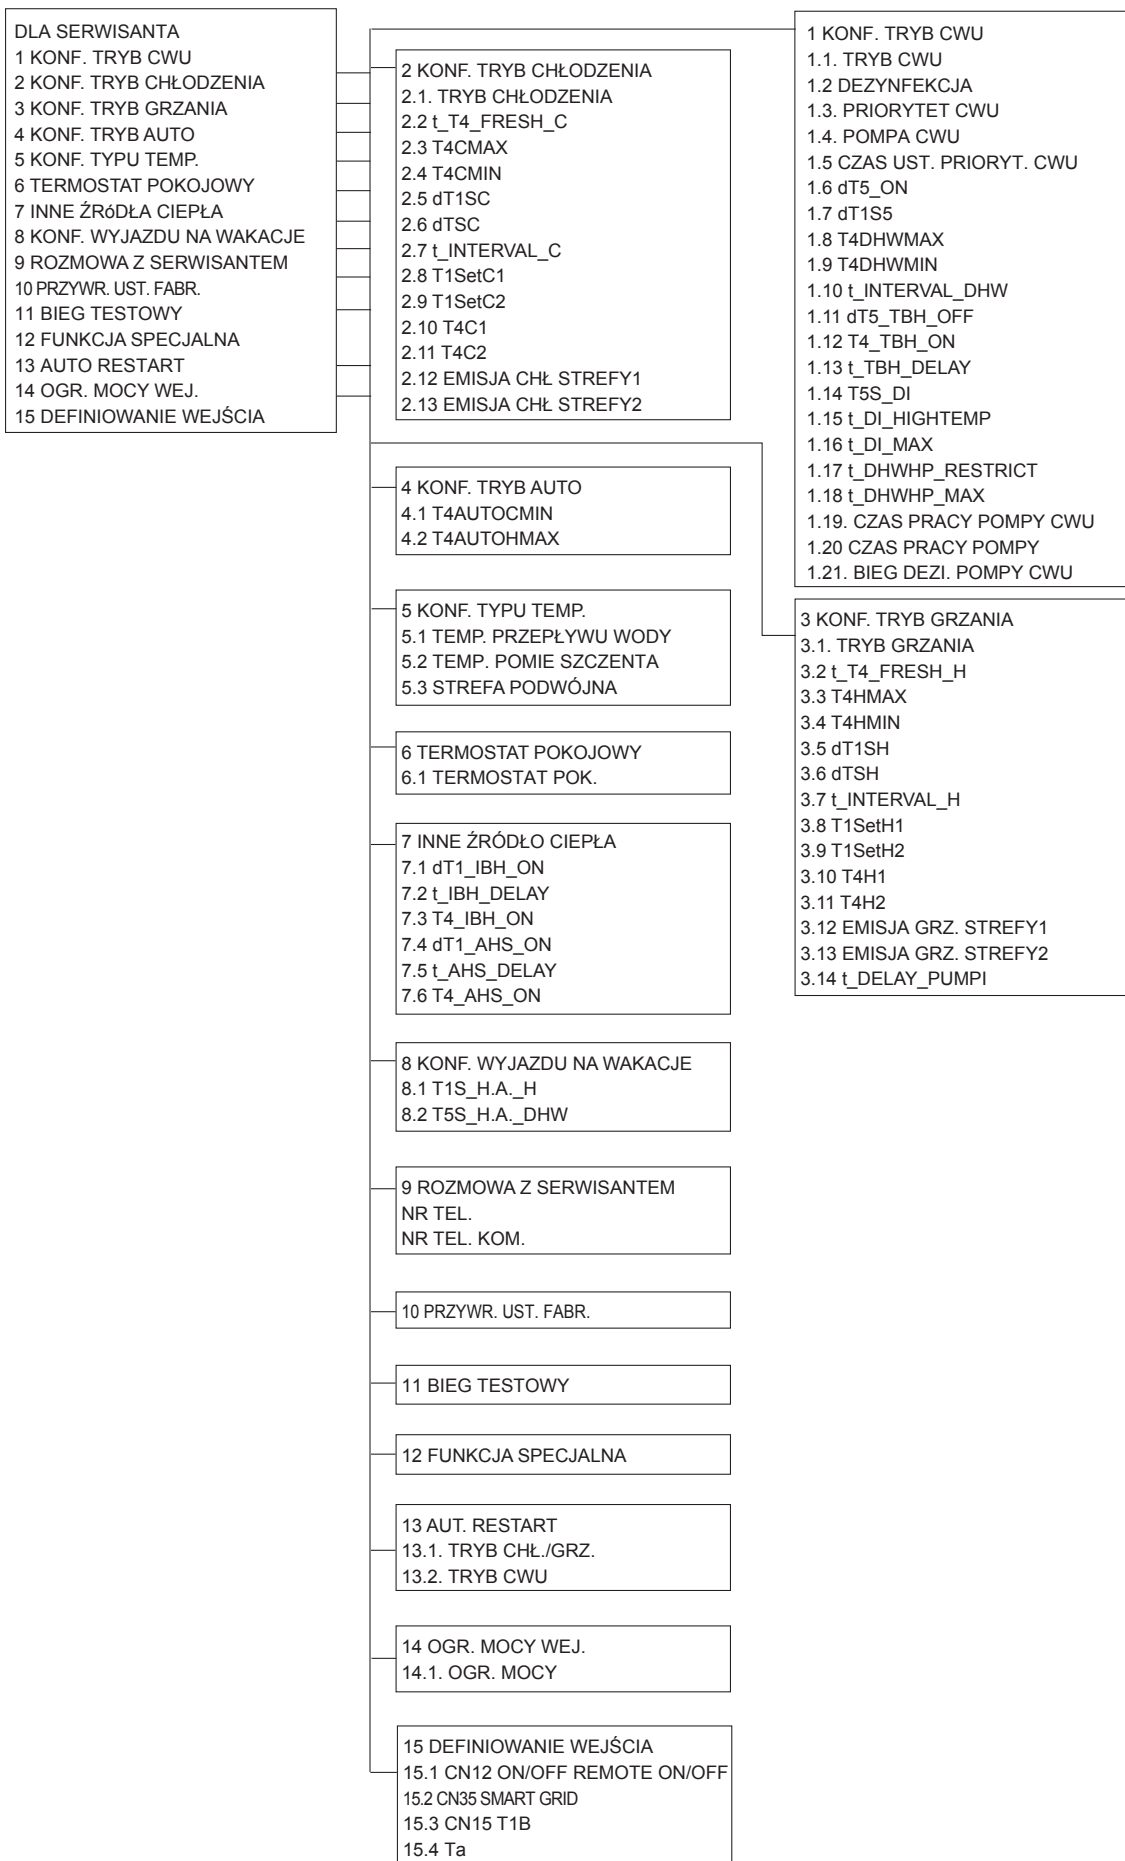 DLA SERWISANTA
1 KONF. TRYB CWU
2 KONF. TRYB CHŁODZENIA
3 KONF. TRYB GRZANIA
4 KONF. TRYB AUTO
5 KONF. TYPU TEMP.
6 TERMOSTAT POKOJOWY
7 INNE ŹRóDŁA CIEPŁA
8 KONF. WYJAZDU NA WAKACJE
9 ROZMOWA Z SERWISANTEM
10 PRZYWR. UST. FABR.
11 BIEG TESTOWY
12 FUNKCJA SPECJALNA
13 AUTO RESTART
14 OGR. MOCY WEJ.
15 DEFINIOWANIE WEJŚCIA
2 KONF. TRYB CHŁODZENIA
2.1. TRYB CHŁODZENIA
2.2 t_T4_FRESH_C
2.3 T4CMAX
2.4 T4CMIN
2.5 dT1SC
2.6 dTSC
2.7 t_INTERVAL_C
2.8 T1SetC1
2.9 T1SetC2
2.10 T4C1
2.11 T4C2
2.12 EMISJA CHŁ STREFY1
2.13 EMISJA CHŁ STREFY2
4 KONF. TRYB AUTO
4.1 T4AUTOCMIN
4.2 T4AUTOHMAX
5 KONF. TYPU TEMP.
5.1 TEMP. PRZEPŁYWU WODY
5.2 TEMP. POMIE SZCZENTA
5.3 STREFA PODWÓJNA
6 TERMOSTAT POKOJOWY
6.1 TERMOSTAT POK.
7 INNE ŹRÓDŁO CIEPŁA
7.1 dT1_IBH_ON
7.2 t_IBH_DELAY
7.3 T4_IBH_ON
7.4 dT1_AHS_ON
7.5 t_AHS_DELAY
7.6 T4_AHS_ON
8 KONF. WYJAZDU NA WAKACJE
8.1 T1S_H.A._H
8.2 T5S_H.A._DHW
9 ROZMOWA Z SERWISANTEM
NR TEL.
NR TEL. KOM.
10 PRZYWR. UST. FABR.
11 BIEG TESTOWY
12 FUNKCJA SPECJALNA
13 AUT. RESTART
13.1. TRYB CHŁ./GRZ.
13.2. TRYB CWU
14 OGR. MOCY WEJ.
14.1. OGR. MOCY
15 DEFINIOWANIE WEJŚCIA
15.1 CN12 ON/OFF REMOTE ON/OFF
15.2 CN35 SMART GRID
15.3 CN15 T1B
15.4 Ta
1 KONF. TRYB CWU
1.1. TRYB CWU
1.2 DEZYNFEKCJA
1.3. PRIORYTET CWU
1.4. POMPA CWU
1.5 CZAS UST. PRIORYT. CWU
1.6 dT5_ON
1.7 dT1S5
1.8 T4DHWMAX
1.9 T4DHWMIN
1.10 t_INTERVAL_DHW
1.11 dT5_TBH_OFF
1.12 T4_TBH_ON
1.13 t_TBH_DELAY
1.14 T5S_DI
1.15 t_DI_HIGHTEMP
1.16 t_DI_MAX
1.17 t_DHWHP_RESTRICT
1.18 t_DHWHP_MAX
1.19. CZAS PRACY POMPY CWU
1.20 CZAS PRACY POMPY
1.21. BIEG DEZI. POMPY CWU
3 KONF. TRYB GRZANIA
3.1. TRYB GRZANIA
3.2 t_T4_FRESH_H
3.3 T4HMAX
3.4 T4HMIN
3.5 dT1SH
3.6 dTSH
3.7 t_INTERVAL_H
3.8 T1SetH1
3.9 T1SetH2
3.10 T4H1
3.11 T4H2
3.12 EMISJA GRZ. STREFY1
3.13 EMISJA GRZ. STREFY2
3.14 t_DELAY_PUMPI